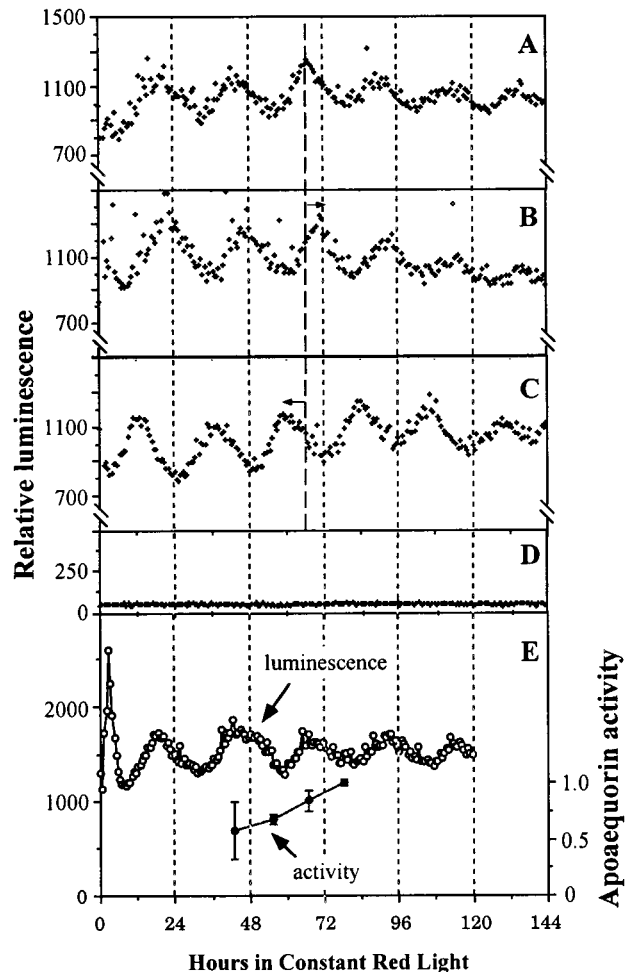 Relative luminescence
1500
1100
700
A
1100
700
B
1100
700
C
250
0
D
2000
1000
0
E
luminescence
activity
1.0
0.5
0
Apoaequorin activity
0 24 48 72 96 120 144
Hours in Constant Red Light